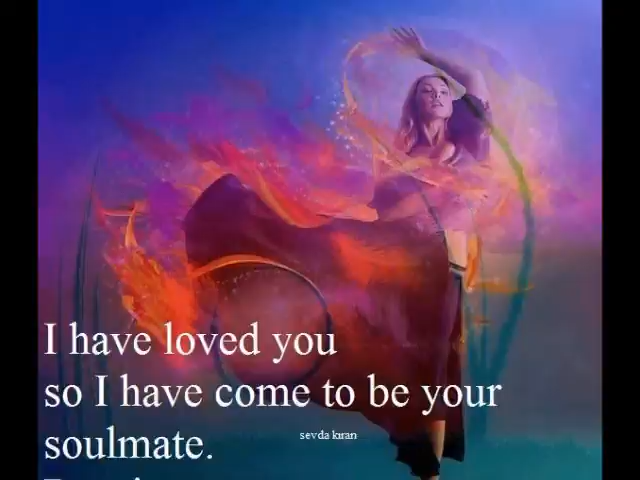 I have loved you
so I have come to be your
soulmate.
sevda kıran